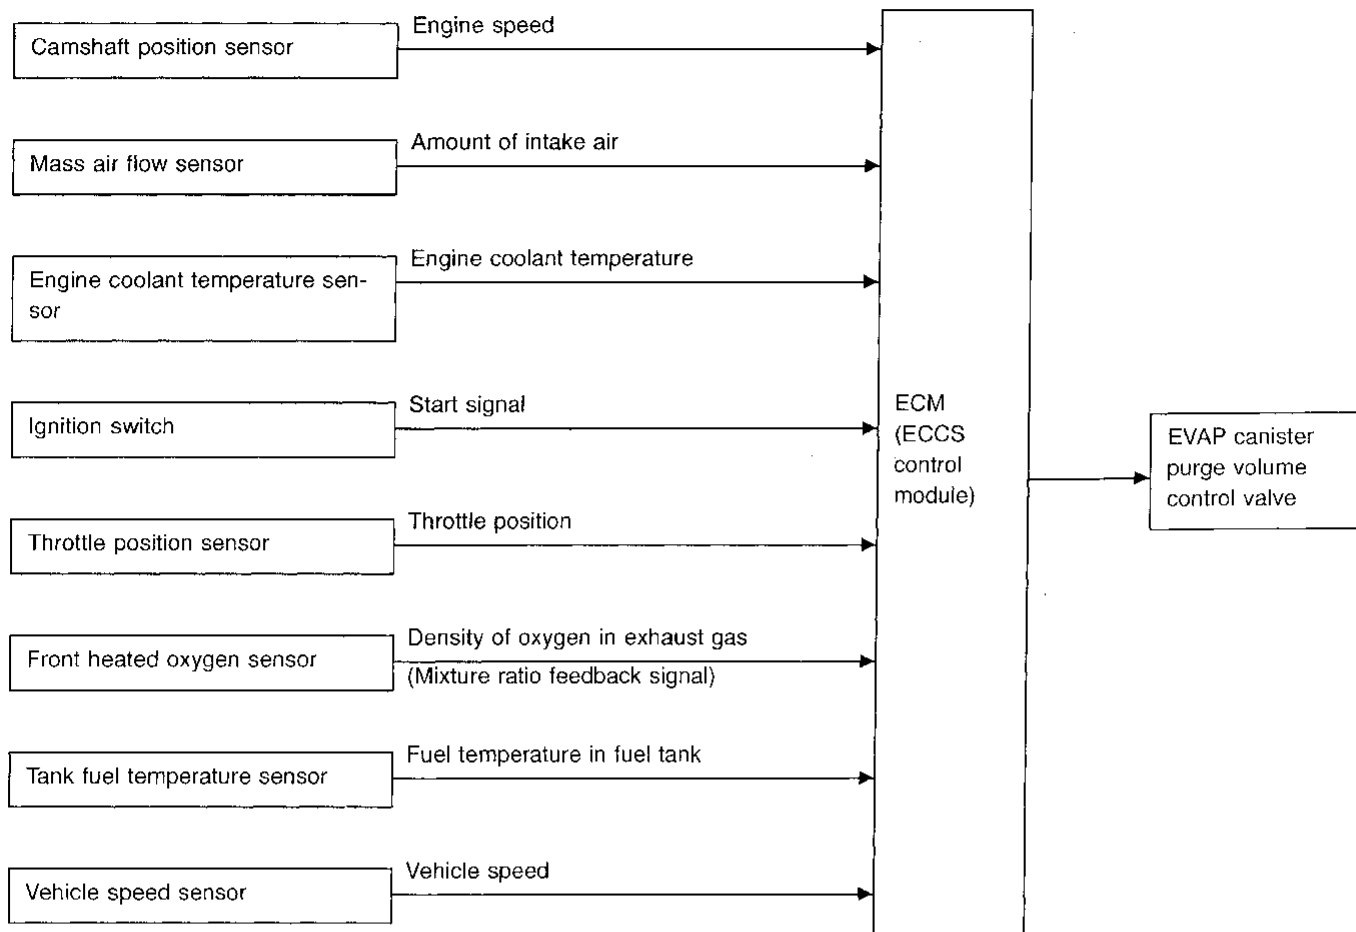 Camshaft position sensor
Engine speed
Mass air flow sensor
Amount of intake air
Engine coolant temperature sen-
sor
Engine coolant temperature
Ignition switch
Start signal
Throttle position sensor
Throttle position
Front heated oxygen sensor
Density of oxygen in exhaust gas
(Mixture ratio feedback signal)
Tank fuel temperature sensor
Fuel temperature in fuel tank
Vehicle speed sensor
Vehicle speed
ECM
(ECCS
control
module)
EVAP canister
purge volume
control valve